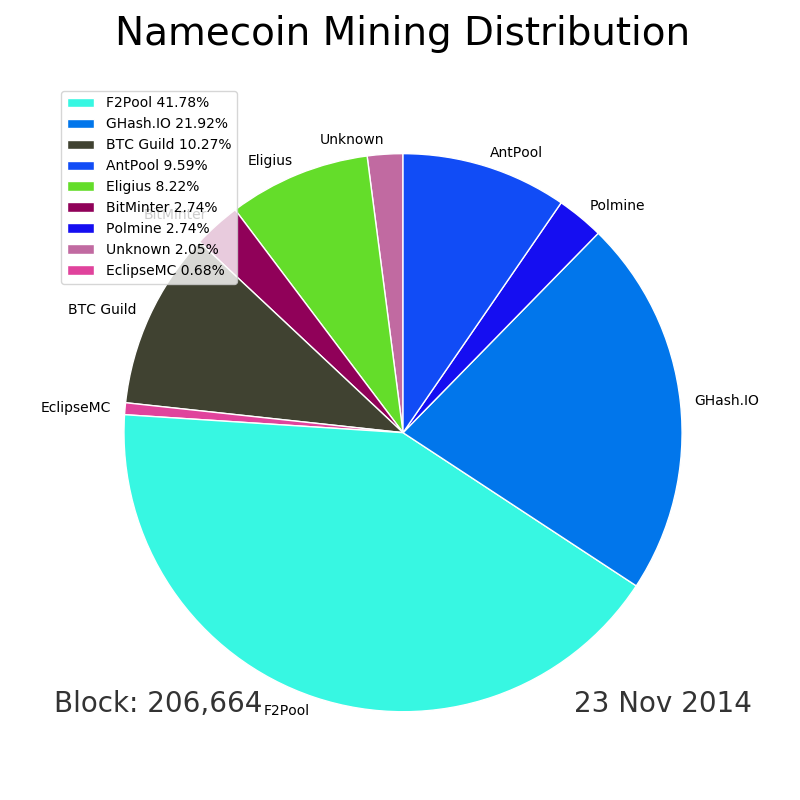 Namecoin Mining Distribution
F2Pool 41.78%
GHash.IO 21.92%
BTC Guild 10.27%
AntPool 9.59%
Eligius 8.22%
BitMinter 2.74%
Polmine 2.74%
Unknown 2.05%
EclipseMC 0.68%
Unknown
AntPool
Eligius
Polmine
BitMinter
BTC Guild
GHash.IO
EclipseMC
F2Pool
Block: 206,664
23 Nov 2014